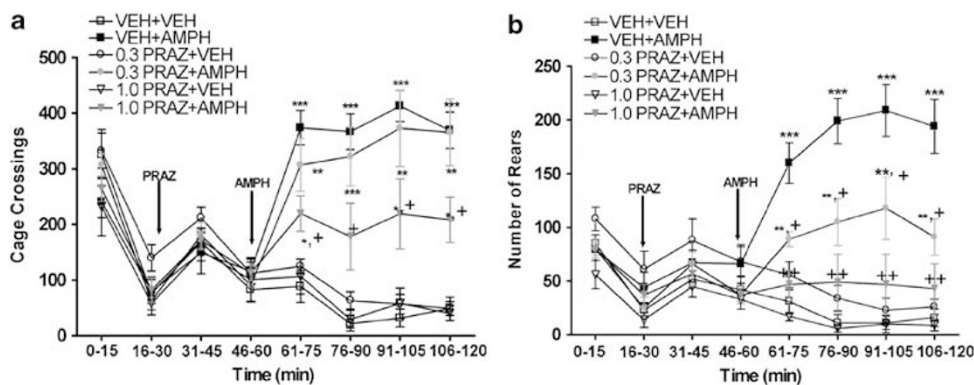 a
VEH+VEH
VEH+AMPH
0.3 PRAZ+VEH
0.3 PRAZ+AMPH
1.0 PRAZ+VEH
1.0 PRAZ+AMPH
500
400
300
200
100
0
Cage Crossings
PRAZ
AMPH
***
***
***
***
**
***
**
**
*,+
+
*,+
*,+
0-15 16-30 31-45 46-60 61-75 76-90 91-105 106-120
Time (min)
b
VEH+VEH
VEH+AMPH
0.3 PRAZ+VEH
0.3 PRAZ+AMPH
1.0 PRAZ+VEH
1.0 PRAZ+AMPH
250
200
150
100
50
0
Number of Rears
PRAZ
AMPH
***
***
***
***
**,+
**,+
**,+
**,+
++
++
++
++
0-15 16-30 31-45 46-60 61-75 76-90 91-105 106-120
Time (min)